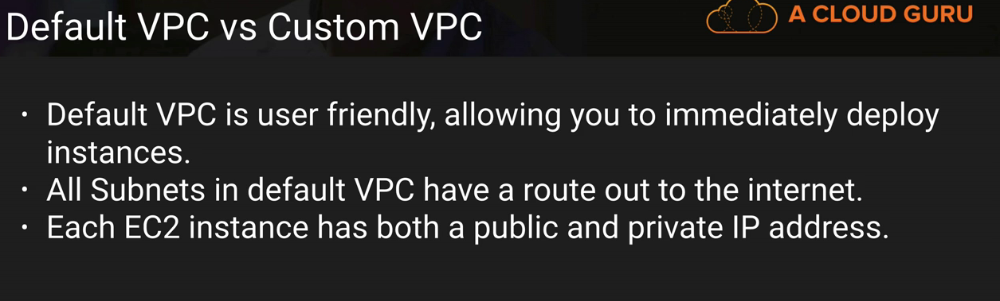 Default VPC vs Custom VPC
A CLOUD GURU
• Default VPC is user friendly, allowing you to immediately deploy
instances.
• All Subnets in default VPC have a route out to the internet.
• Each EC2 instance has both a public and private IP address.